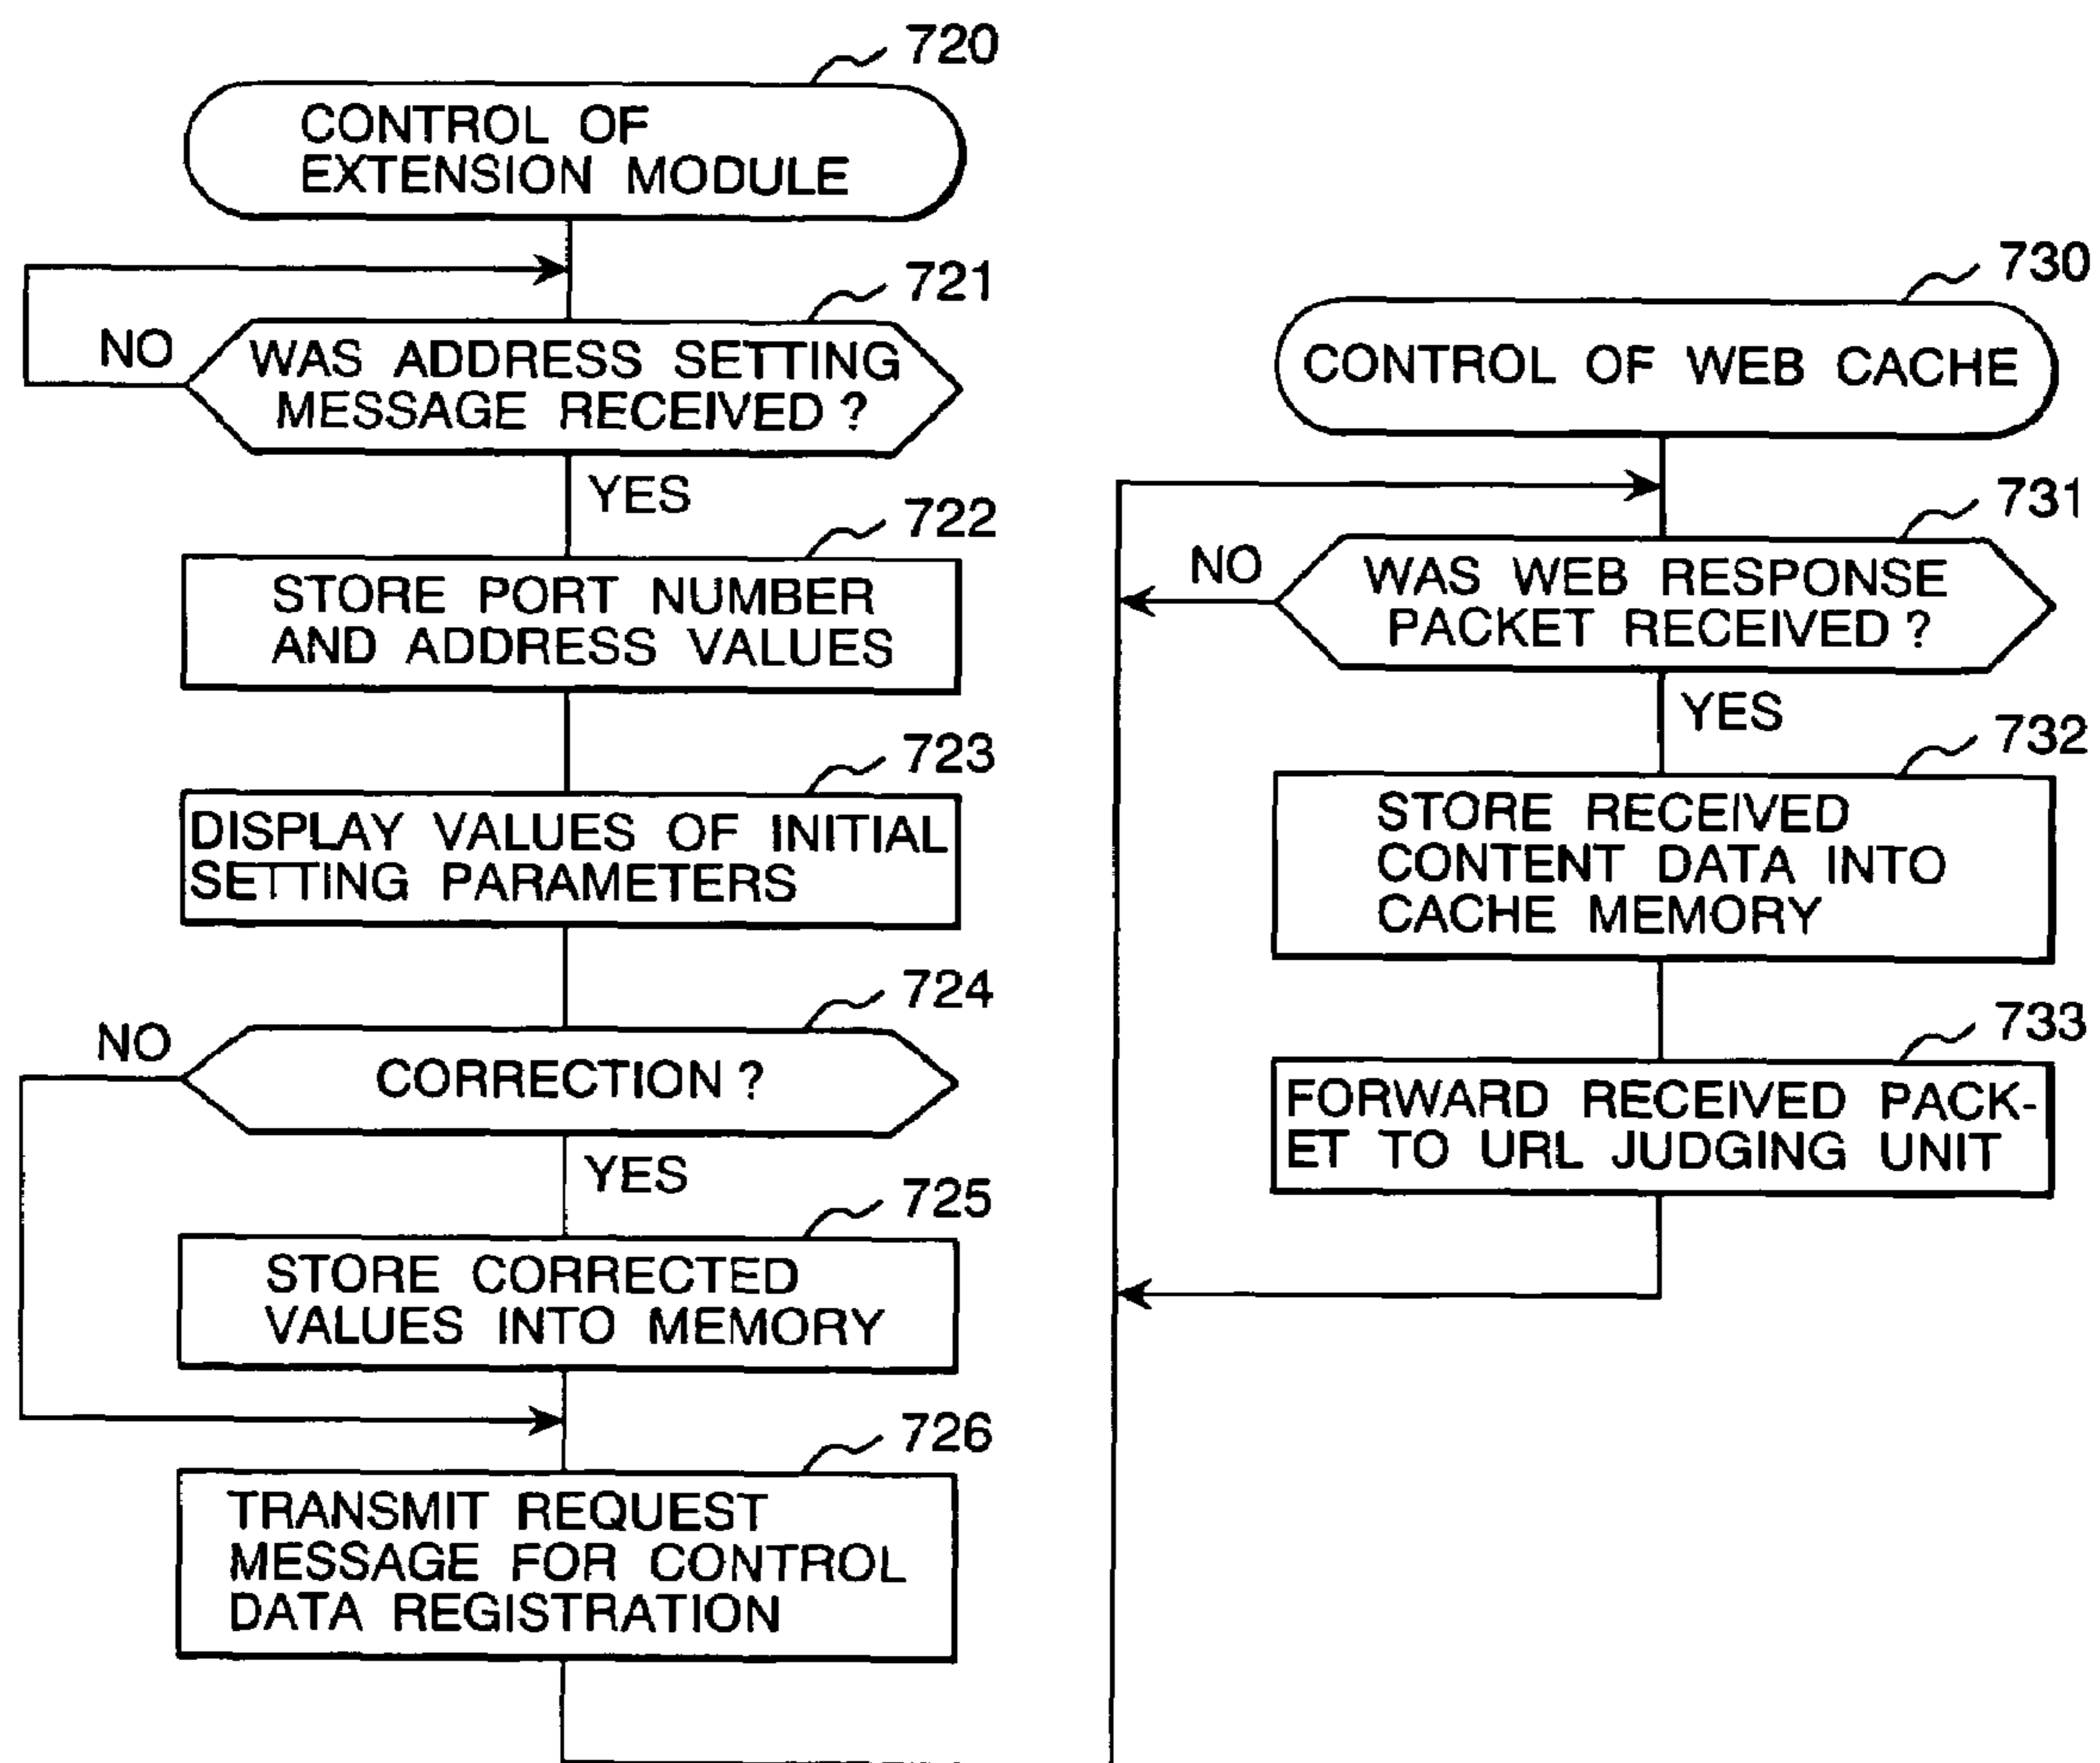 720
CONTROL OF
EXTENSION MODULE
721
NO
WAS ADDRESS SETTING
MESSAGE RECEIVED ?
YES
722
STORE PORT NUMBER
AND ADDRESS VALUES
723
DISPLAY VALUES OF INITIAL
SETTING PARAMETERS
724
NO
CORRECTION ?
YES
725
STORE CORRECTED
VALUES INTO MEMORY
726
TRANSMIT REQUEST
MESSAGE FOR CONTROL
DATA REGISTRATION
730
CONTROL OF WEB CACHE
731
NO
WAS WEB RESPONSE
PACKET RECEIVED ?
YES
732
STORE RECEIVED
CONTENT DATA INTO
CACHE MEMORY
733
FORWARD RECEIVED PACK-
ET TO URL JUDGING UNIT